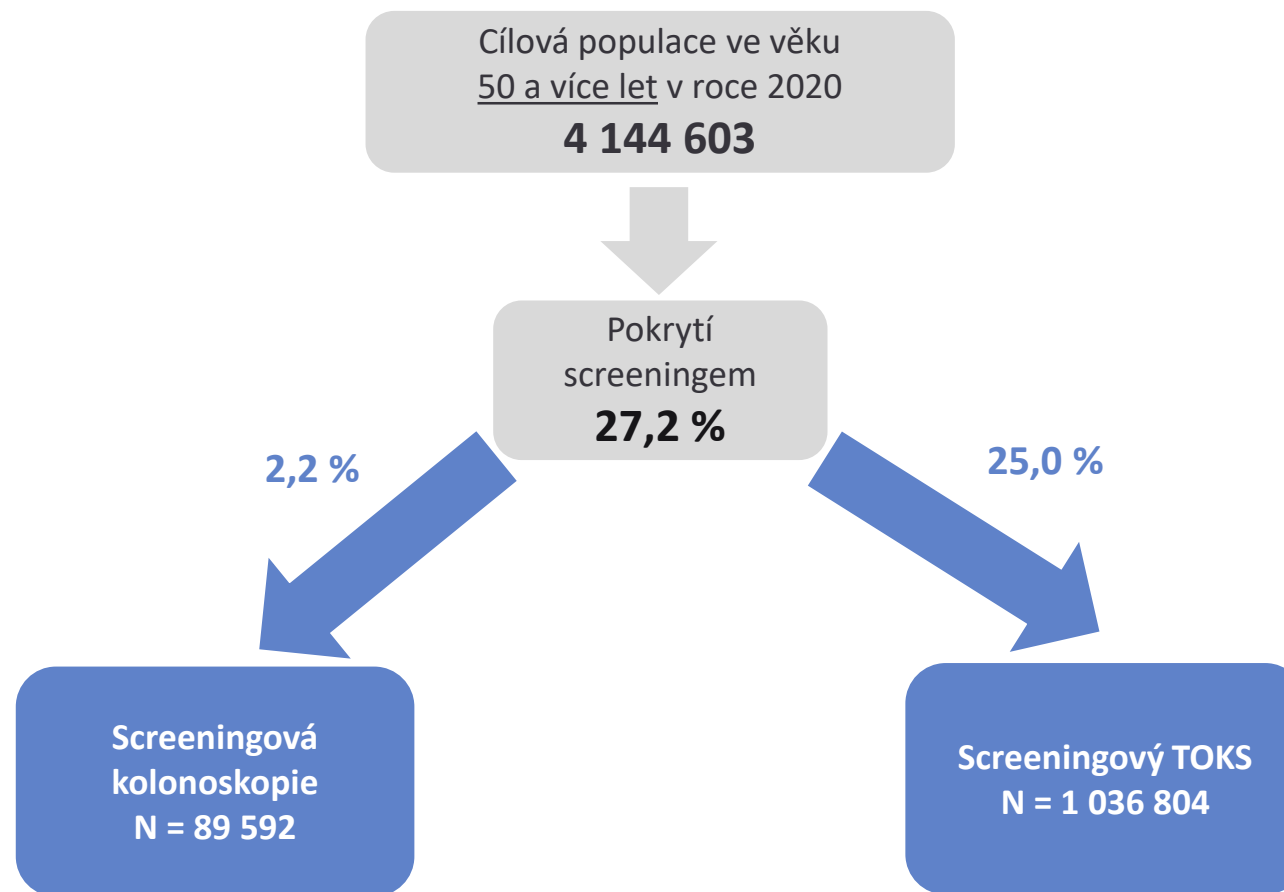 Cílová populace ve věku
50 a více let v roce 2020
4 144 603
Pokrytí
screeningem
27,2 %
2,2 %
25,0 %
Screeningová
kolonoskopie
N = 89 592
Screeningový TOKS
N = 1 036 804